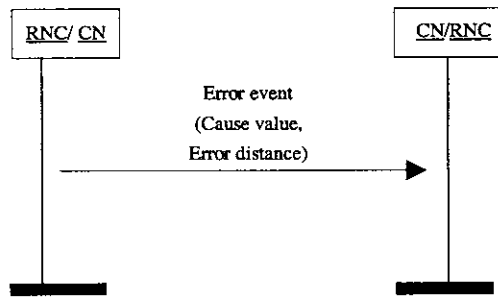 RNC/ CN
CN/RNC
Error event
(Cause value,
Error distance)